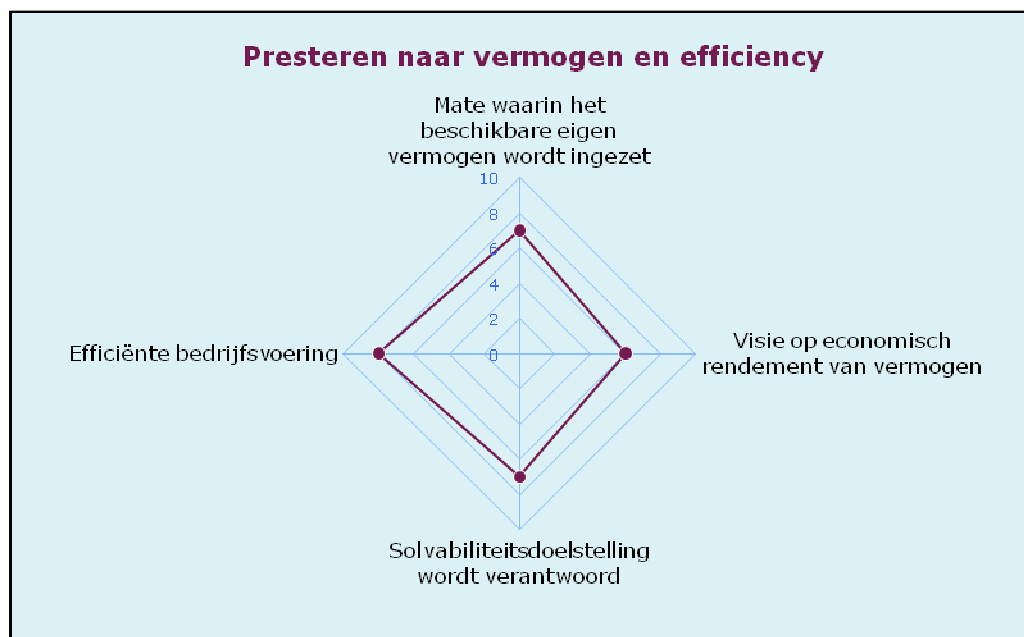 Presteren naar vermogen en efficiency
Mate waarin het
beschikbare eigen
vermogen wordt ingezet
10
8
6
4
2
0
Efficiënte bedrijfsvoering
Visie op economisch
rendement van vermogen
Solvabiliteitsdoelstelling
wordt verantwoord